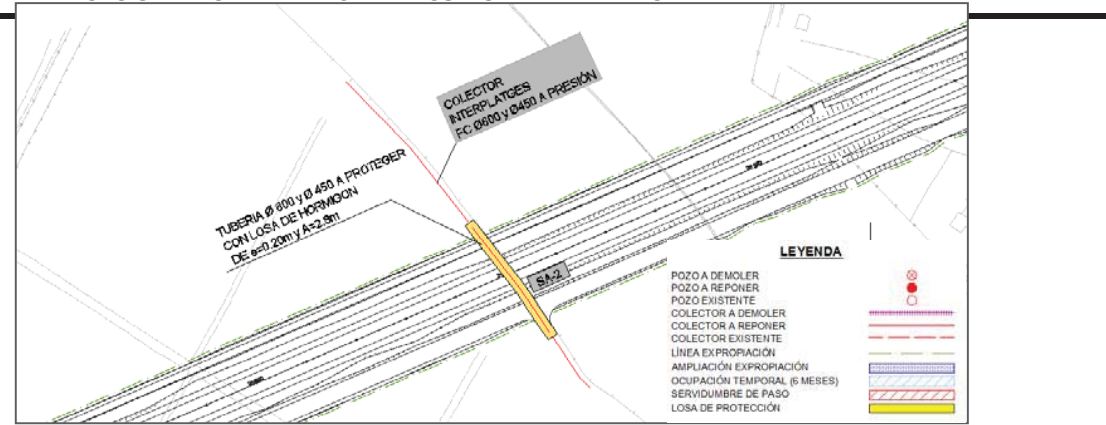 COLECTOR
INTERPLATGES
FC Ø600 y Ø450 A PRESIÓN
TUBERIA Ø 600 y Ø 450 A PROTEGER
CON LOSA DE HORMIGON
DE e=0.20m y A=2.9m
SA-2
LEYENDA
POZO A DEMOLER
POZO A REPONER
POZO EXISTENTE
COLECTOR A DEMOLER
COLECTOR A REPONER
COLECTOR EXISTENTE
LÍNEA EXPROPIACIÓN
AMPLIACIÓN EXPROPIACIÓN
OCUPACIÓN TEMPORAL (6 MESES)
SERVIDUMBRE DE PASO
LOSA DE PROTECCIÓN